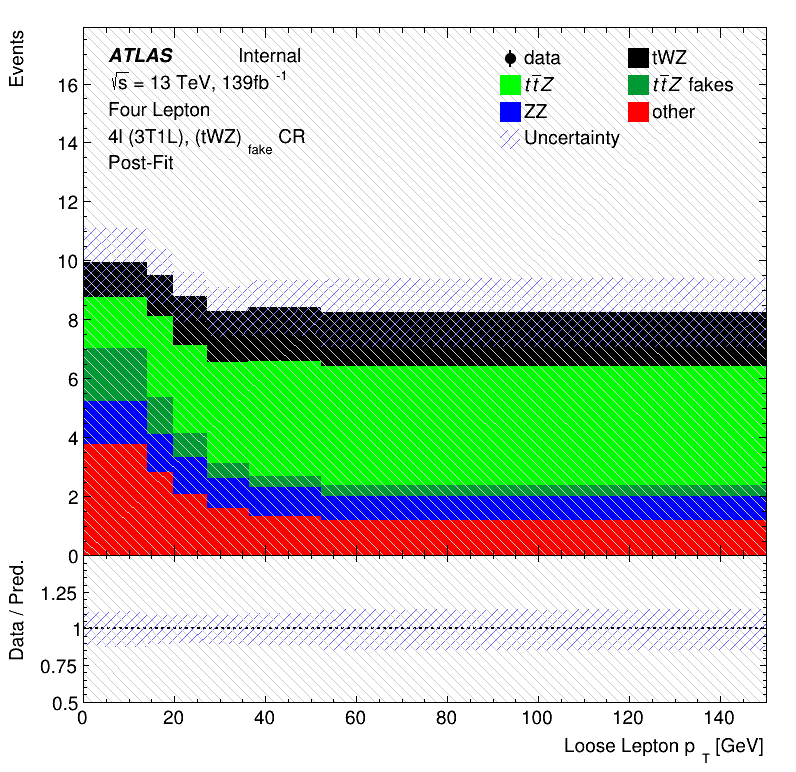 Events
ATLAS Internal
√s = 13 TeV, 139fb -1
Four Lepton
4l (3T1L), (tWZ) fake CR
Post-Fit
data tWZ
tt̄Z tt̄Z fakes
ZZ other
Uncertainty
16
14
12
10
8
6
4
2
0
Data / Pred.
1.25
1
0.75
0.5
0 20 40 60 80 100 120 140
Loose Lepton p T [GeV]